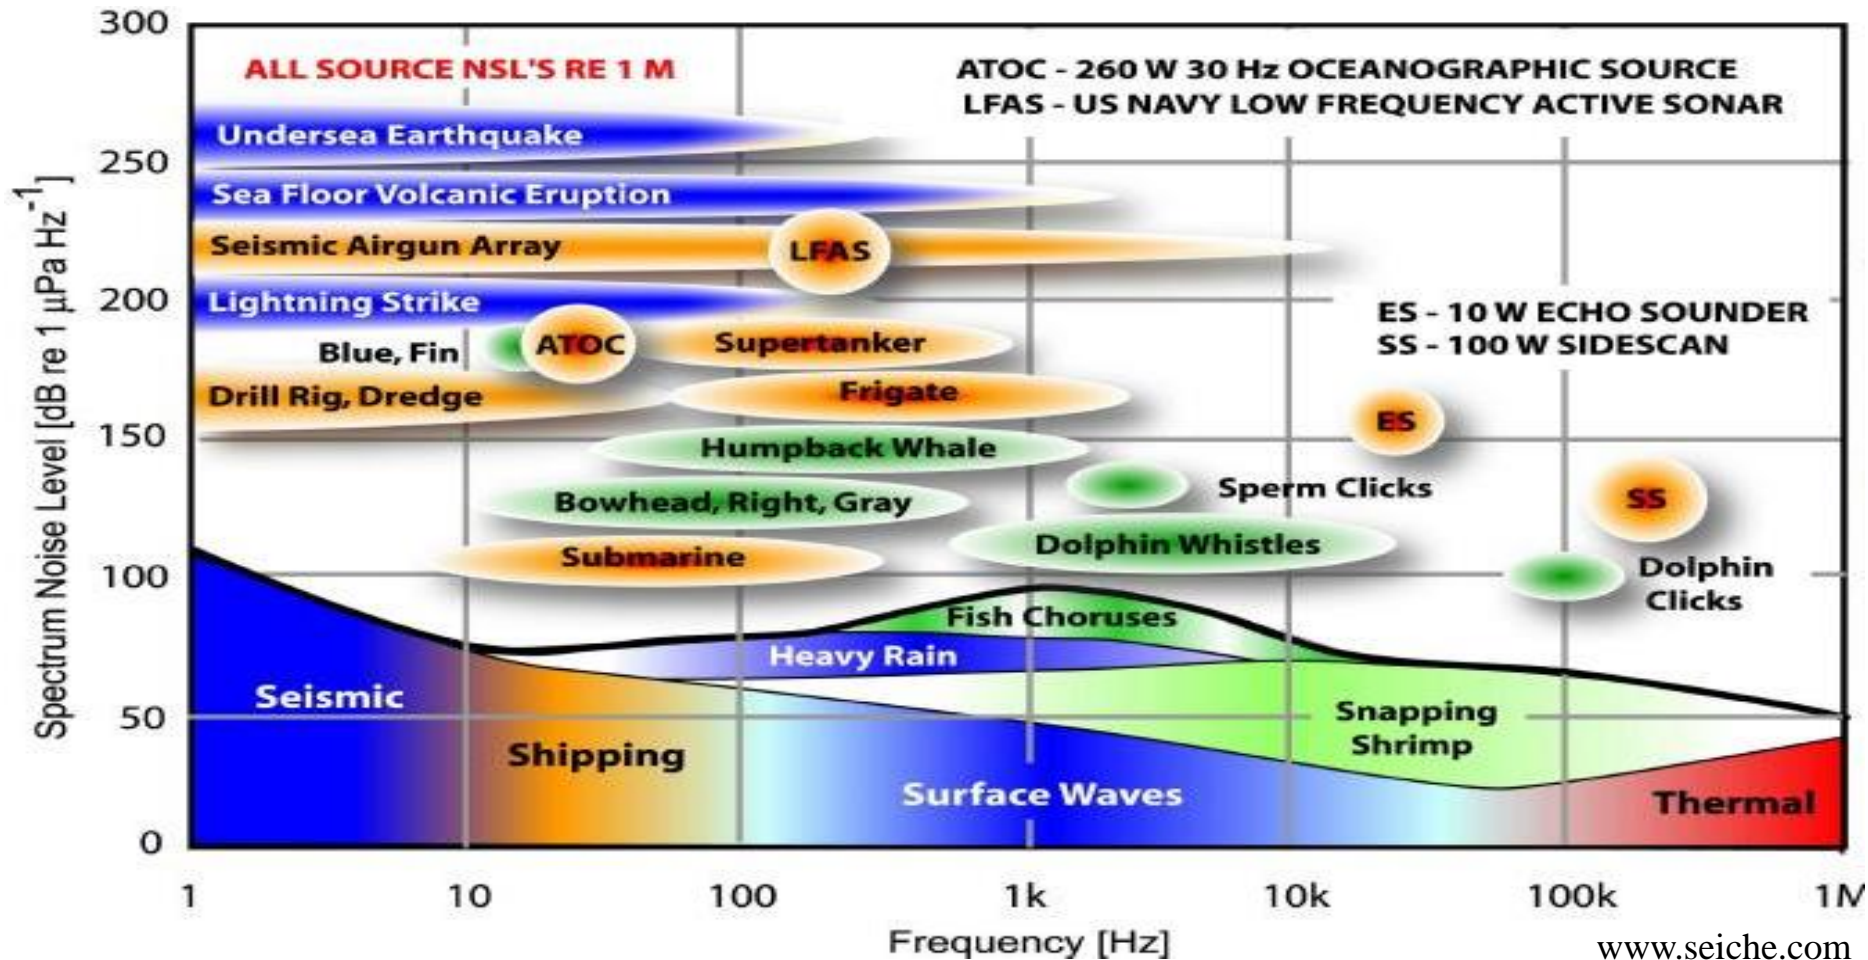 300
250
200
150
100
50
0
Spectrum Noise Level [dB re 1 µPa Hz⁻¹]
ALL SOURCE NSL'S RE 1 M
ATOC - 260 W 30 Hz OCEANOGRAPHIC SOURCE
LFAS - US NAVY LOW FREQUENCY ACTIVE SONAR
Undersea Earthquake
Sea Floor Volcanic Eruption
Seismic Airgun Array
LFAS
Lightning Strike
ES - 10 W ECHO SOUNDER
SS - 100 W SIDESCAN
Blue, Fin
ATOC
Supertanker
Drill Rig, Dredge
Frigate
ES
Humpback Whale
Sperm Clicks
Bowhead, Right, Gray
SS
Dolphin Whistles
Submarine
Dolphin
Clicks
Fish Choruses
Heavy Rain
Seismic
Snapping
Shrimp
Shipping
Surface Waves
Thermal
1 10 100 1k 10k 100k 1M
Frequency [Hz]
www.seiche.com